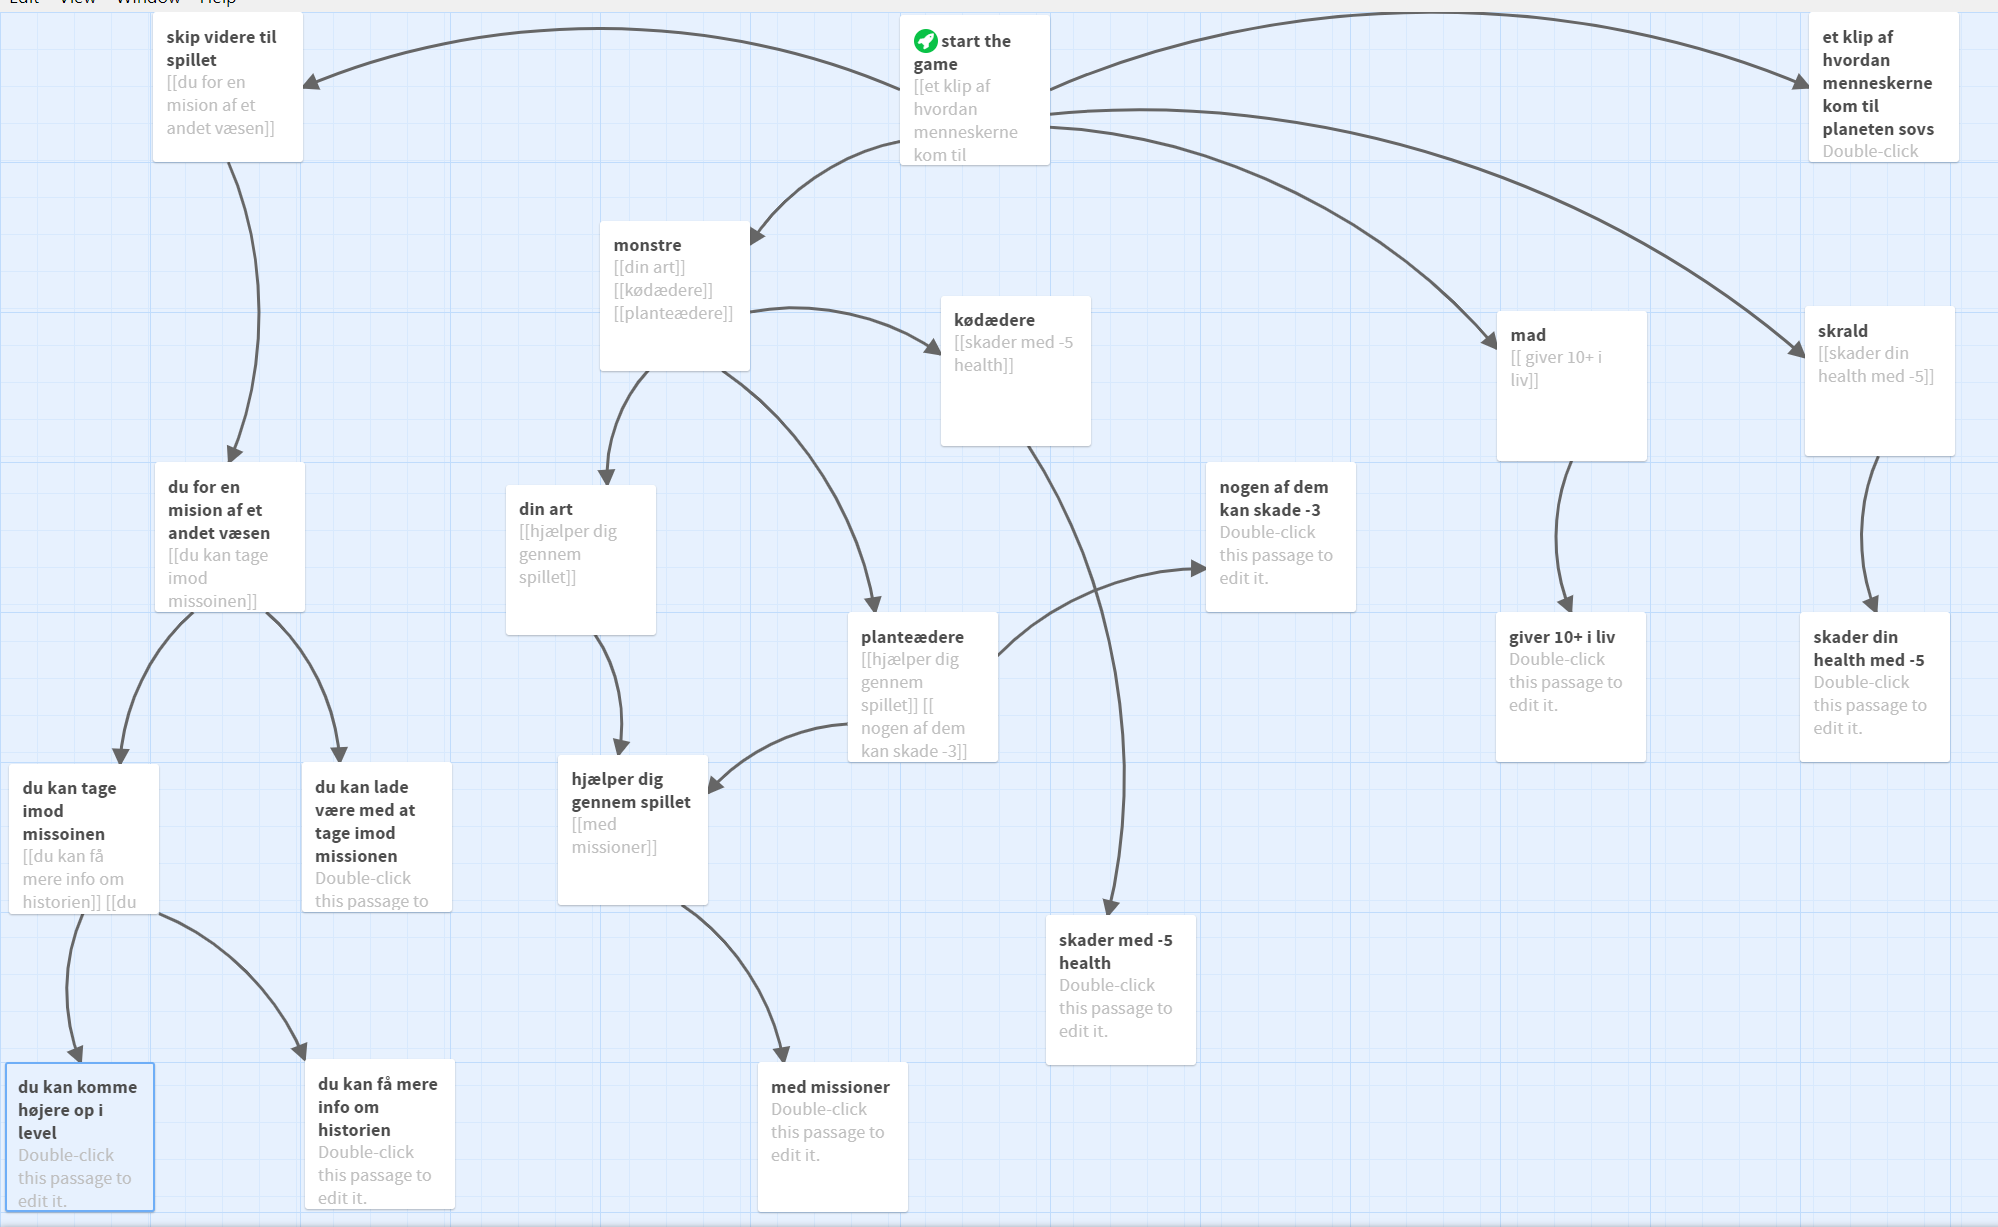 Edit View Window Help
skip videre til
spillet
[[du for en
mision af et
andet væsen]]
start the
game
[[et klip af
hvordan
menneskerne
kom til
et klip af
hvordan
menneskerne
kom til
planeten sovs
Double-click
monstre
[[din art]]
[[kødædere]]
[[planteædere]]
kødædere
[[skader med -5
health]]
mad
[[ giver 10+ i
liv]]
skrald
[[skader din
health med -5]]
du for en
mision af et
andet væsen
[[du kan tage
imod
missoinen]]
din art
[[hjælper dig
gennem
spillet]]
nogen af dem
kan skade -3
Double-click
this passage to
edit it.
planteædere
[[hjælper dig
gennem
spillet]] [[
nogen af dem
kan skade -3]]
giver 10+ i liv
Double-click
this passage to
edit it.
skader din
health med -5
Double-click
this passage to
edit it.
du kan tage
imod
missoinen
[[du kan få
mere info om
historien]] [[du
du kan lade
være med at
tage imod
missionen
Double-click
this passage to
hjælper dig
gennem spillet
[[med
missioner]]
skader med -5
health
Double-click
this passage to
edit it.
du kan komme
højere op i
level
Double-click
this passage to
edit it.
du kan få mere
info om
historien
Double-click
this passage to
edit it.
med missioner
Double-click
this passage to
edit it.